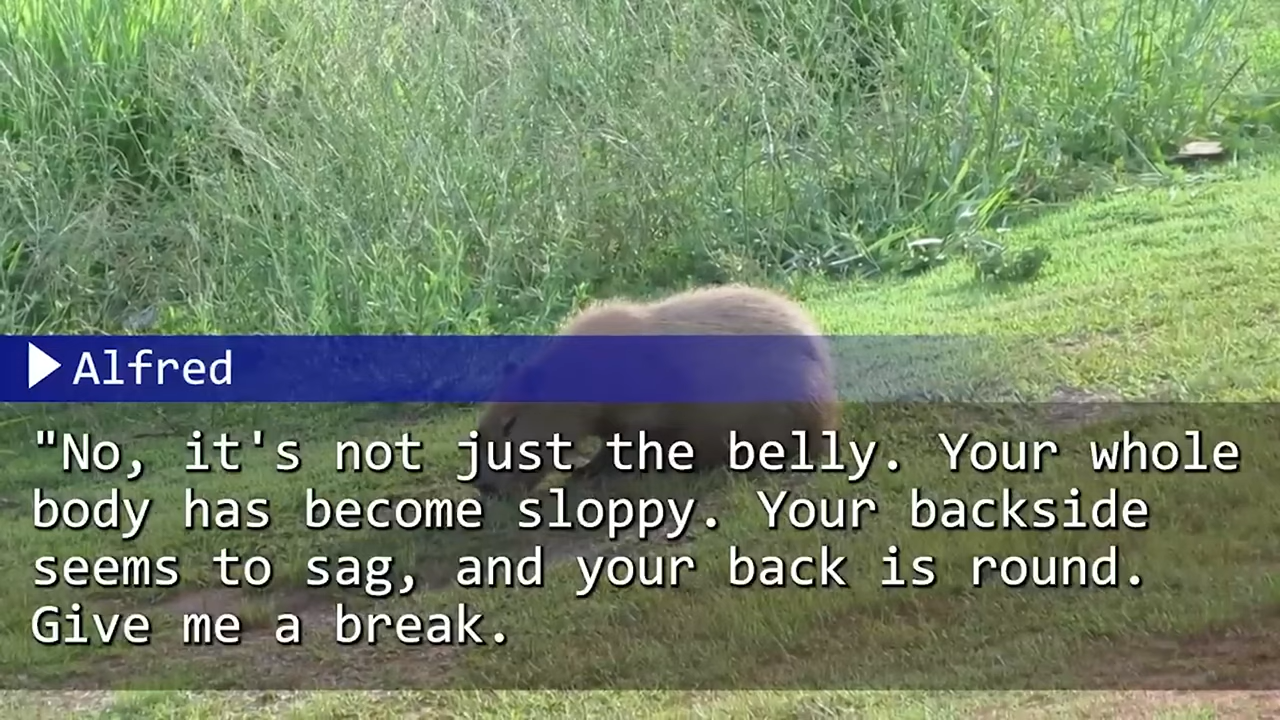 Alfred
"No, it's not just the belly. Your whole
body has become sloppy. Your backside
seems to sag, and your back is round.
Give me a break.